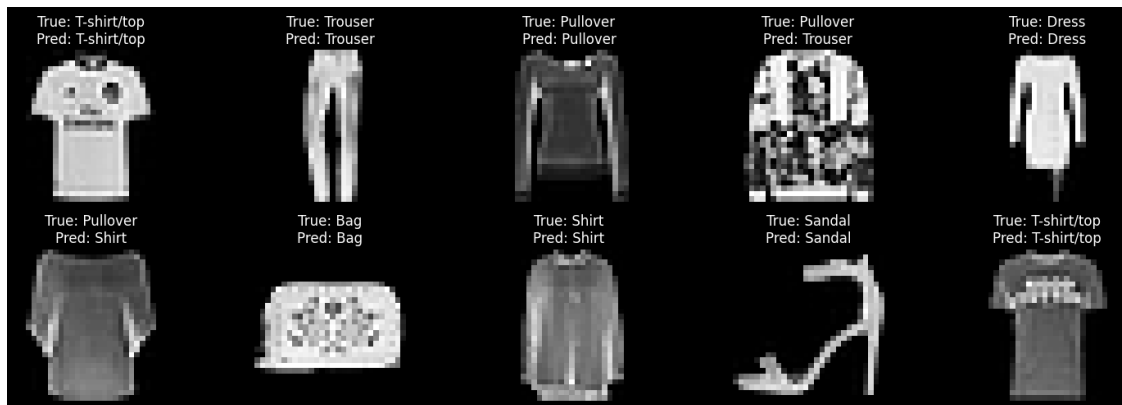 True: T-shirt/top
Pred: T-shirt/top
True: Trouser
Pred: Trouser
True: Pullover
Pred: Pullover
True: Pullover
Pred: Trouser
True: Dress
Pred: Dress
True: Pullover
Pred: Shirt
True: Bag
Pred: Bag
True: Shirt
Pred: Shirt
True: Sandal
Pred: Sandal
True: T-shirt/top
Pred: T-shirt/top